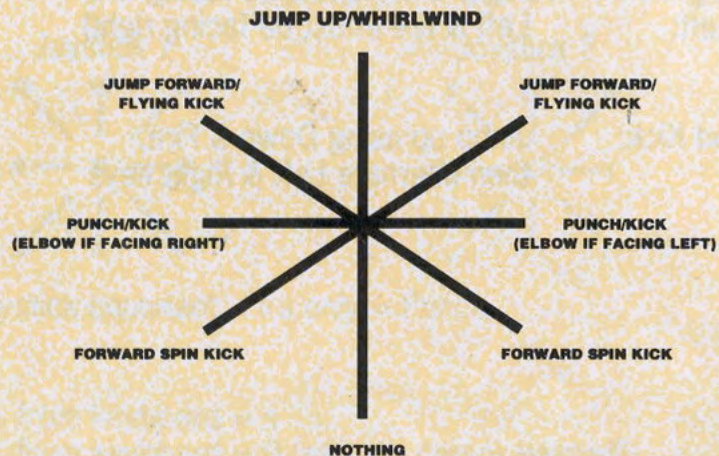 JUMP UP/WHIRLWIND
JUMP FORWARD/
FLYING KICK
JUMP FORWARD/
FLYING KICK
PUNCH/KICK
(ELBOW IF FACING RIGHT)
PUNCH/KICK
(ELBOW IF FACING LEFT)
FORWARD SPIN KICK
FORWARD SPIN KICK
NOTHING